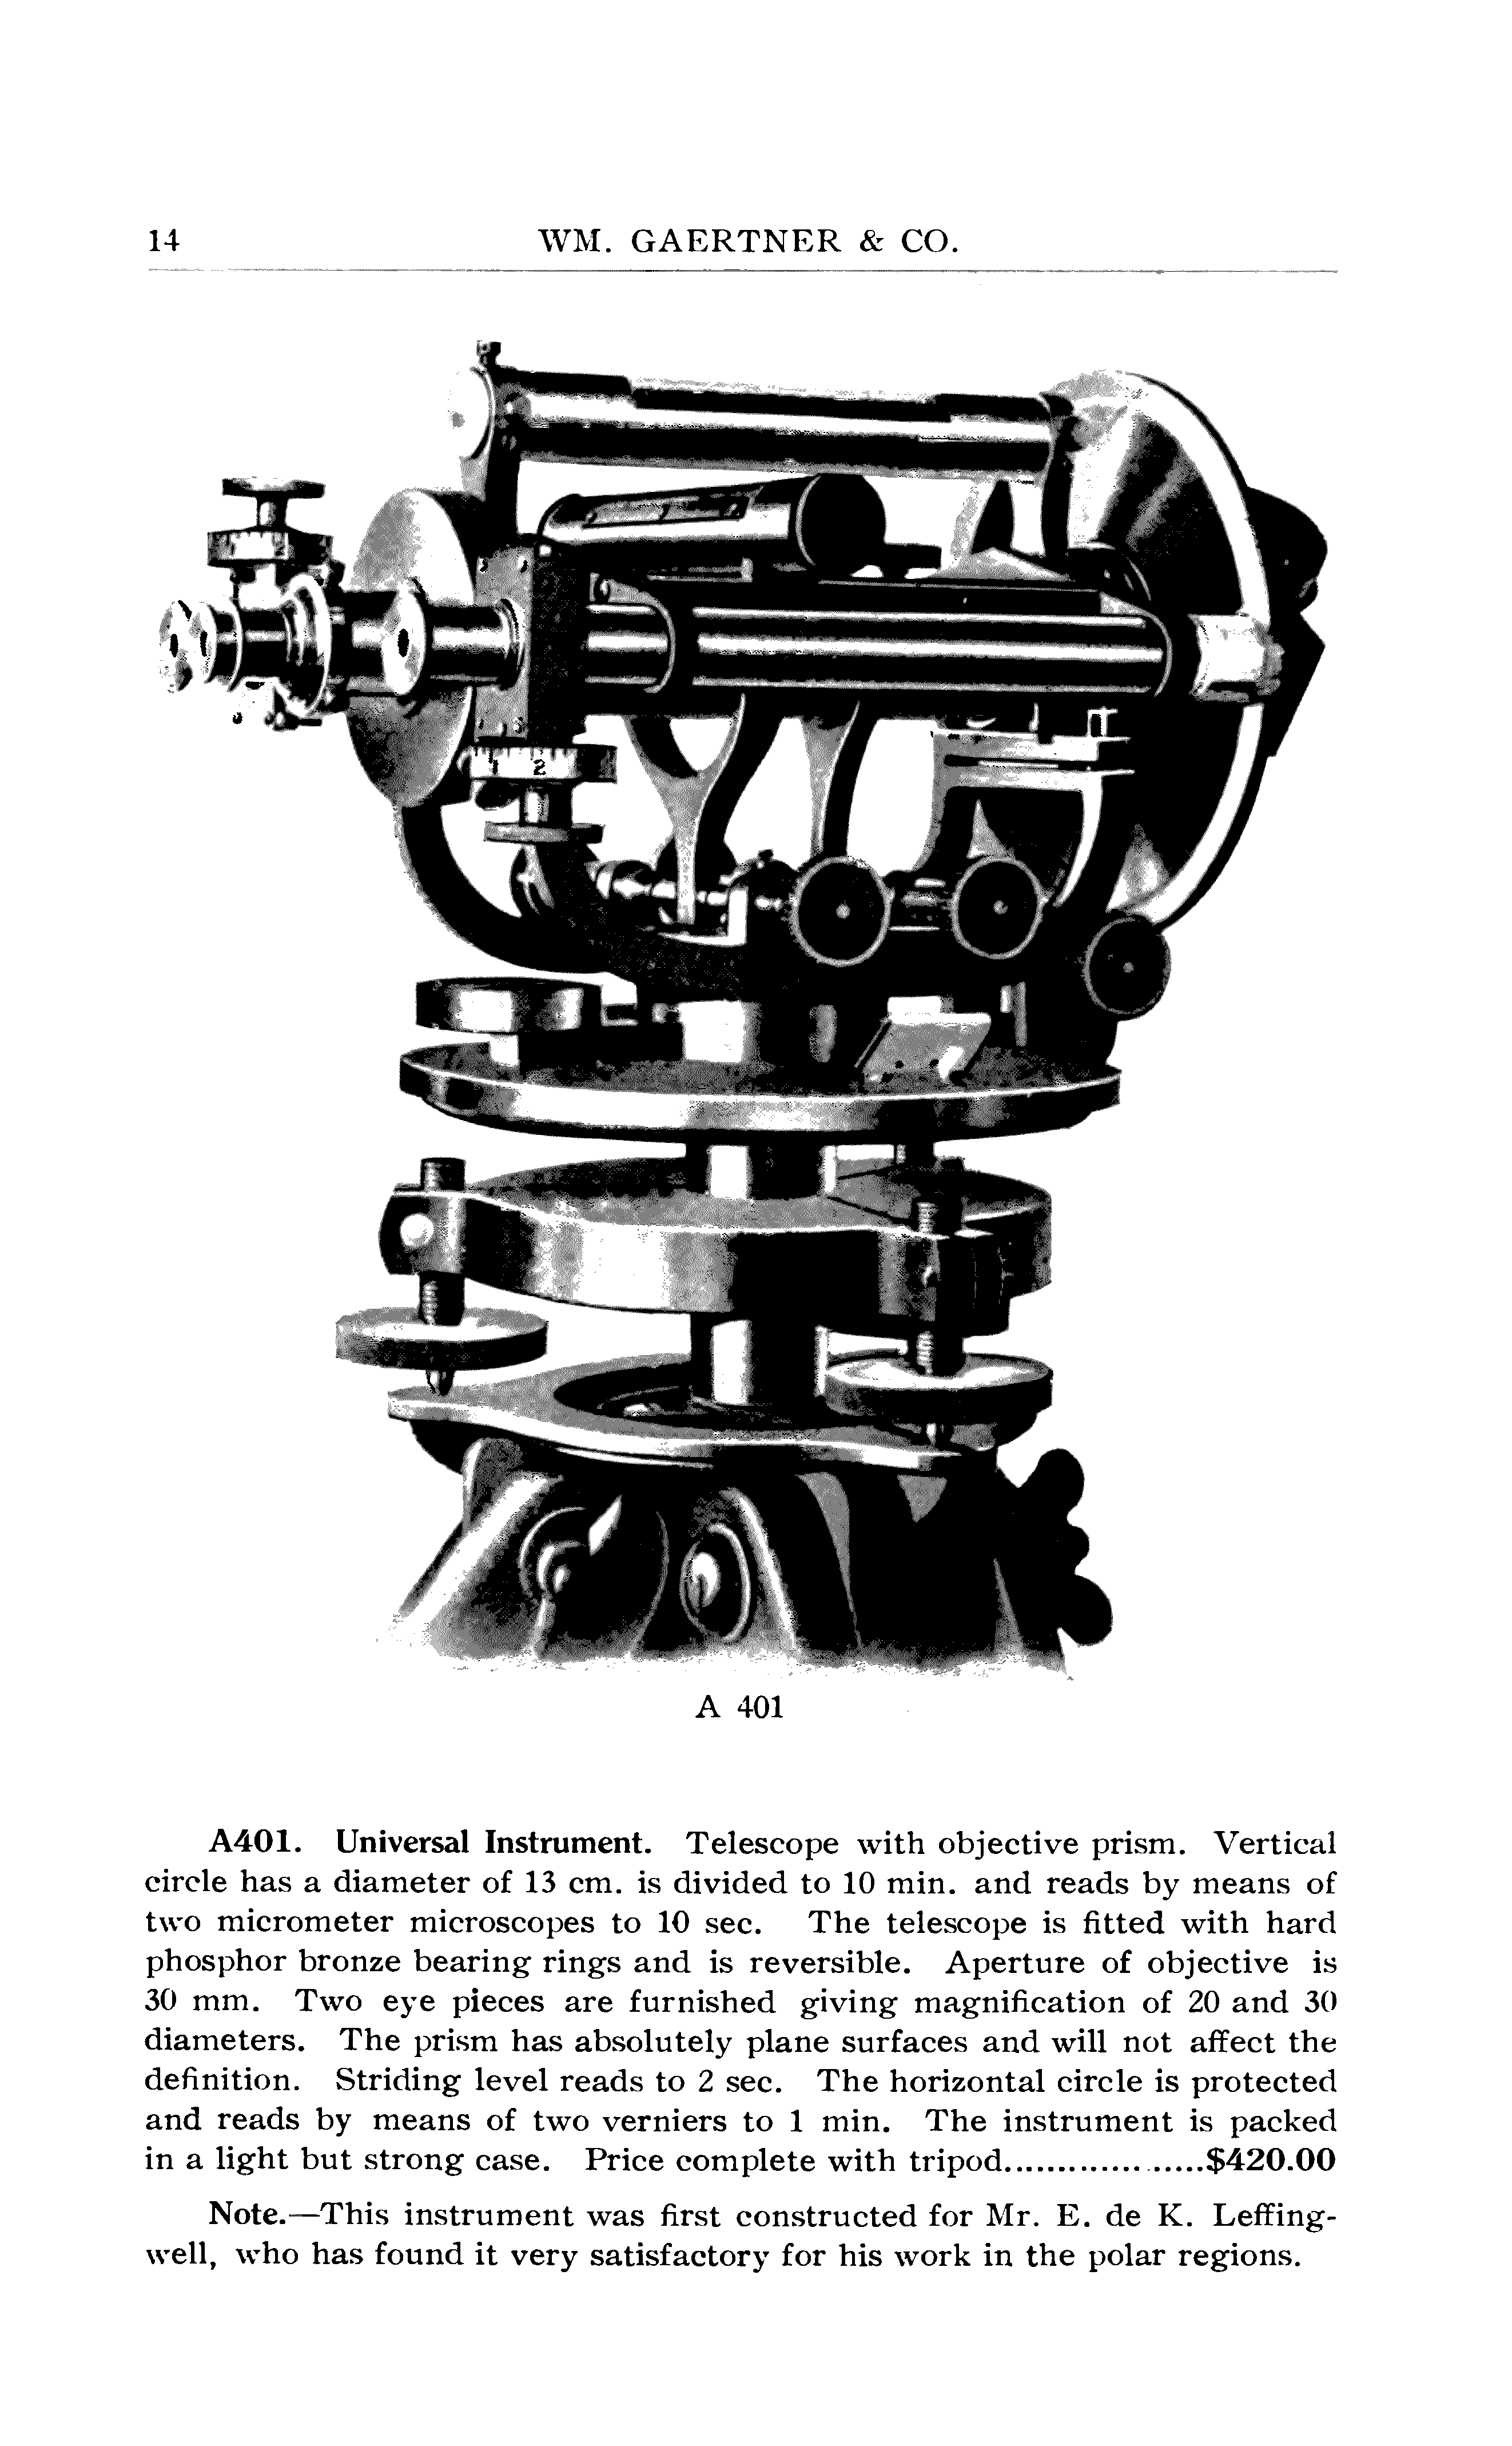 14
WM. GAERTNER & CO.
2
2
A 401
A401. Universal Instrument. Telescope with objective prism. Vertical
circle has a diameter of 13 cm. is divided to 10 min. and reads by means of
two micrometer microscopes to 10 sec. The telescope is fitted with hard
phosphor bronze bearing rings and is reversible. Aperture of objective is
30 mm. Two eye pieces are furnished giving magnification of 20 and 30
diameters. The prism has absolutely plane surfaces and will not affect the
definition. Striding level reads to 2 sec. The horizontal circle is protected
and reads by means of two verniers to 1 min. The instrument is packed
in a light but strong case. Price complete with tripod...................$420.00
Note.—This instrument was first constructed for Mr. E. de K. Leffing-
well, who has found it very satisfactory for his work in the polar regions.